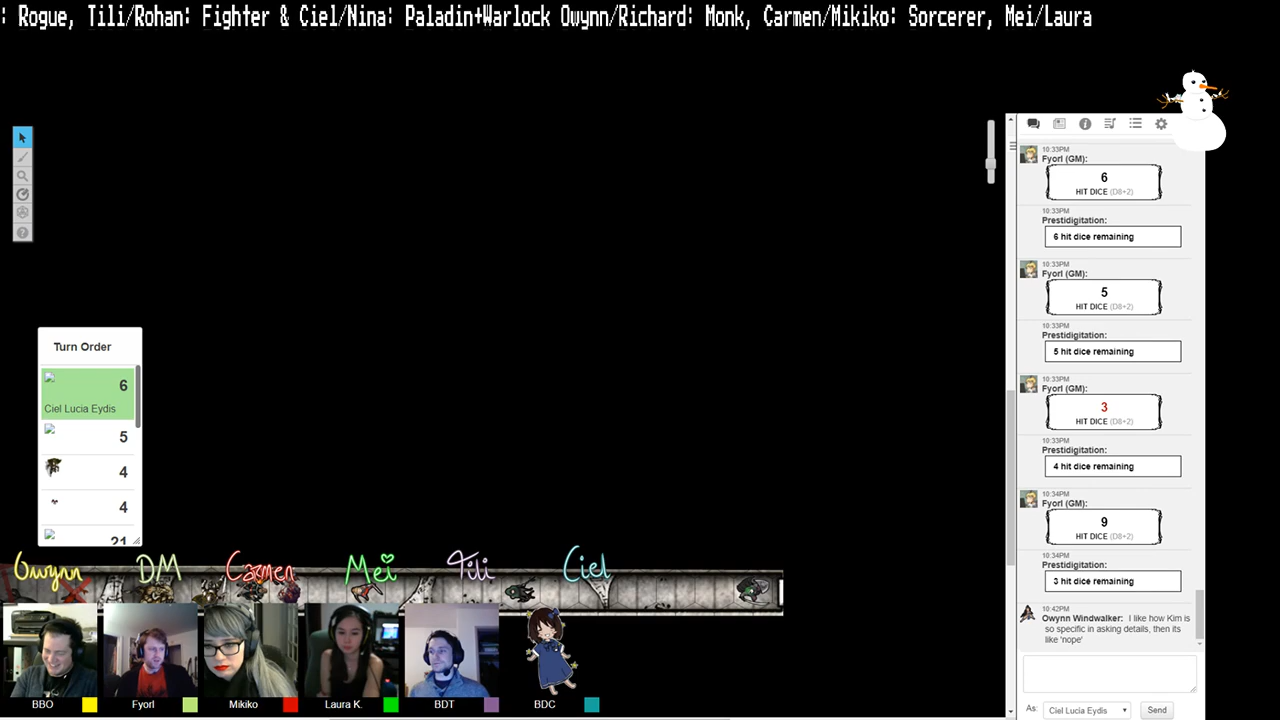 : Rogue, Tili/Rohan: Fighter & Ciel/Nina: Paladin+Warlock Owynn/Richard: Monk, Carmen/Mikiko: Sorcerer, Mei/Laura
10:33PM
Fyorl (GM):
6
HIT DICE (D8+2)
10:33PM
Prestidigitation:
6 hit dice remaining
10:33PM
Fyorl (GM):
5
HIT DICE (D8+2)
10:33PM
Prestidigitation:
5 hit dice remaining
10:33PM
Fyorl (GM):
3
HIT DICE (D8+2)
10:33PM
Prestidigitation:
4 hit dice remaining
10:34PM
Fyorl (GM):
9
HIT DICE (D8+2)
10:34PM
Prestidigitation:
3 hit dice remaining
10:42PM
Owynn Windwalker: I like how Kim is
so specific in asking details, then its
like 'nope'
As: Ciel Lucia Eydis Send
Turn Order
6
Ciel Lucia Eydis
5
4
4
21
Owynn DM Carmen Mei Tili Ciel
BBO Fyorl Mikiko Laura K. BDT BDC